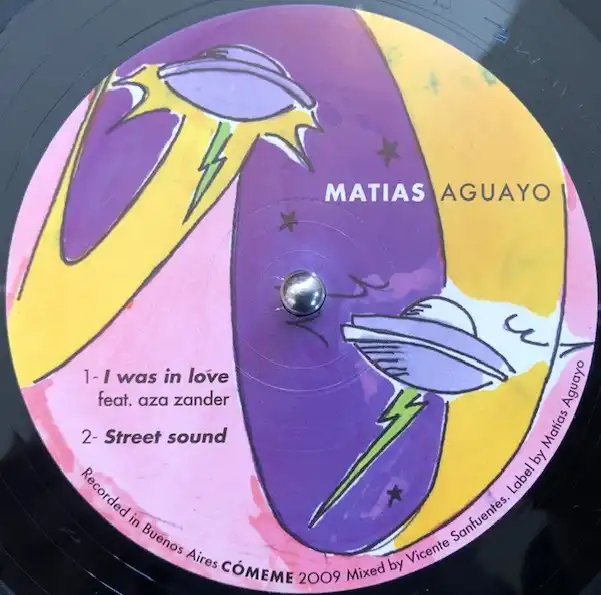 MATIAS AGUAYO
1- I was in love
feat. aza zander
2- Street sound
Recorded in Buenos Aires CÓMEME 2009 Mixed by Vicente Sanfuentes. Label by Matías Aguayo